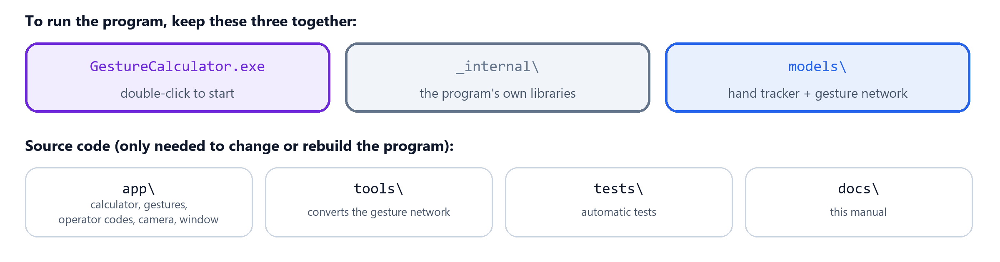 To run the program, keep these three together:
GestureCalculator.exe
double-click to start
_internal\
the program's own libraries
models\
hand tracker + gesture network
Source code (only needed to change or rebuild the program):
app\
calculator, gestures,
operator codes, camera, window
tools\
converts the gesture network
tests\
automatic tests
docs\
this manual